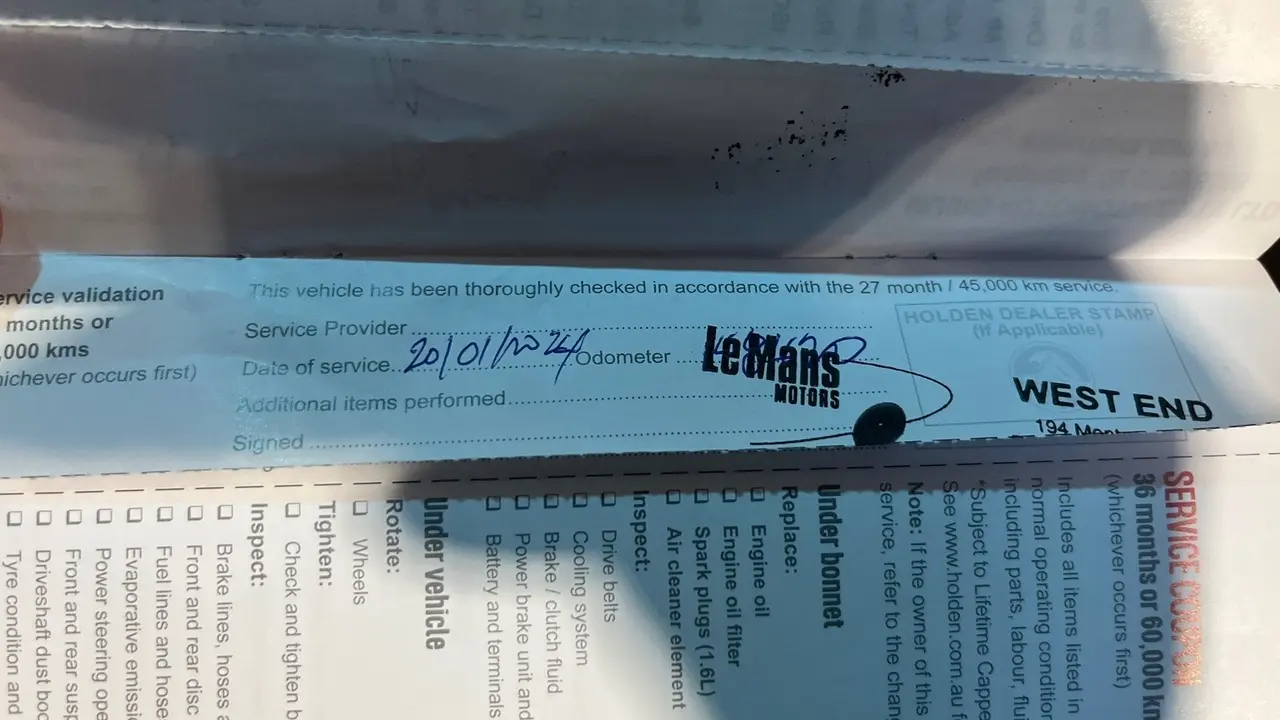 ervice validation
months or
,000 kms
hichever occurs first)
This vehicle has been thoroughly checked in accordance with the 27 month / 45,000 km service.
Service Provider
Date of service 20/01/2024 Odometer
Additional items performed
Signed
LeMans
MOTORS
HOLDEN DEALER STAMP
(If Applicable)
WEST END
194
SERVICE COUPON
36 months or 60,000 km
(whichever occurs first)
Includes all items listed in
normal operating condition
including parts, labour, flui
*Subject to Lifetime Cappe
See www.holden.com.au f
Note: If the owner of this
service, refer to the chan
Under bonnet
Replace:
❑ Engine oil
❑ Engine oil filter
❑ Spark plugs (1.6L)
❑ Air cleaner element
Inspect:
❑ Drive belts
❑ Cooling system
❑ Brake / clutch fluid
❑ Power brake unit and
❑ Battery and terminals
Under vehicle
Rotate:
❑ Wheels
Tighten:
❑ Check and tighten b
Inspect:
❑ Brake lines, hoses a
❑ Front and rear disc
❑ Fuel lines and hose
❑ Evaporative emissi
❑ Power steering ope
❑ Front and rear susp
❑ Driveshaft dust boo
❑ Tyre condition and